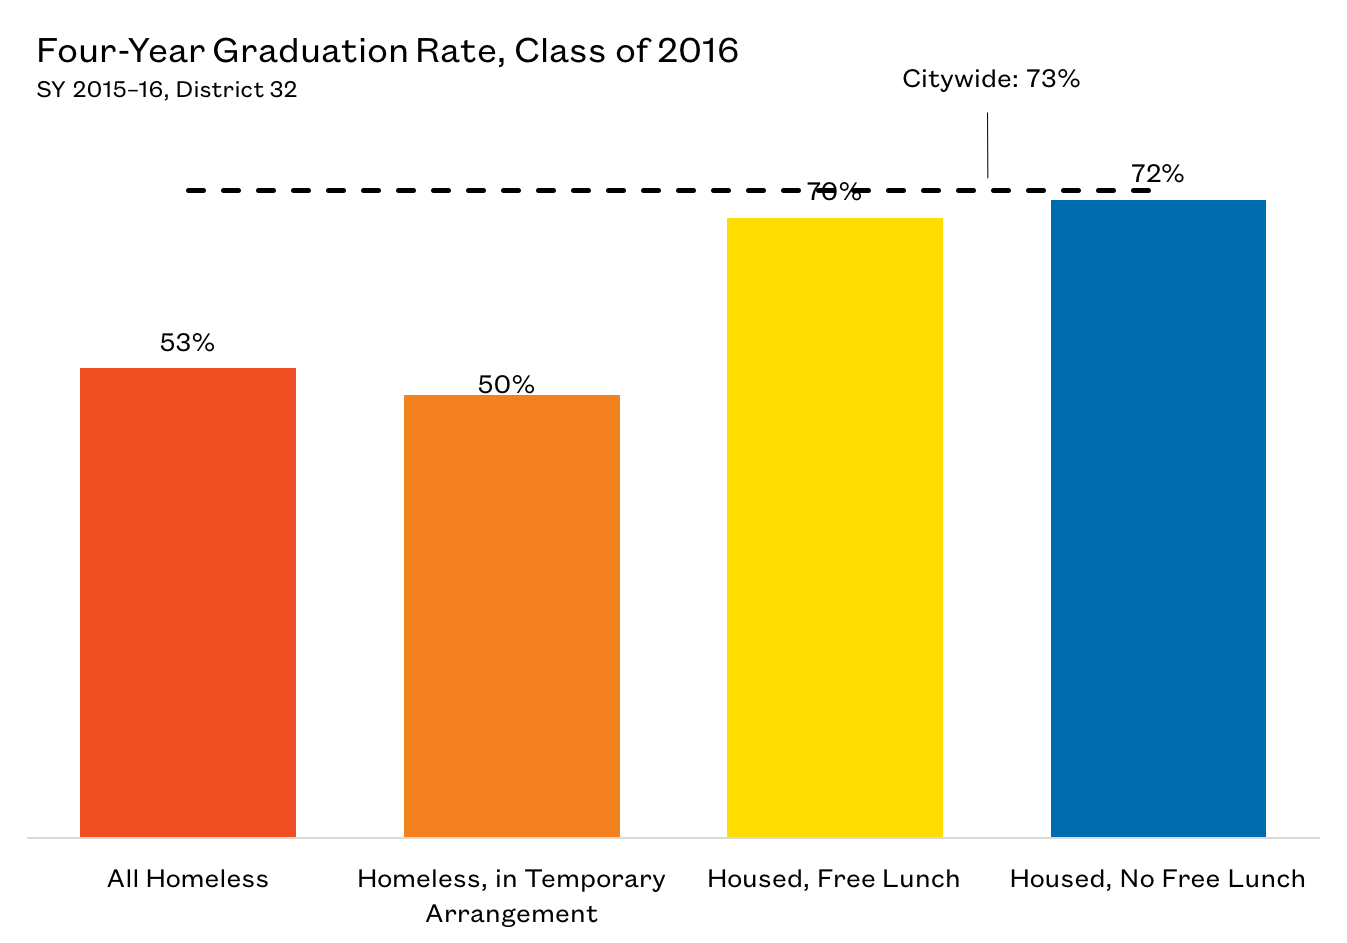 Four-Year Graduation Rate, Class of 2016
SY 2015–16, District 32
Citywide: 73%
72%
70%
53%
50%
All Homeless
Homeless, in Temporary
Arrangement
Housed, Free Lunch
Housed, No Free Lunch